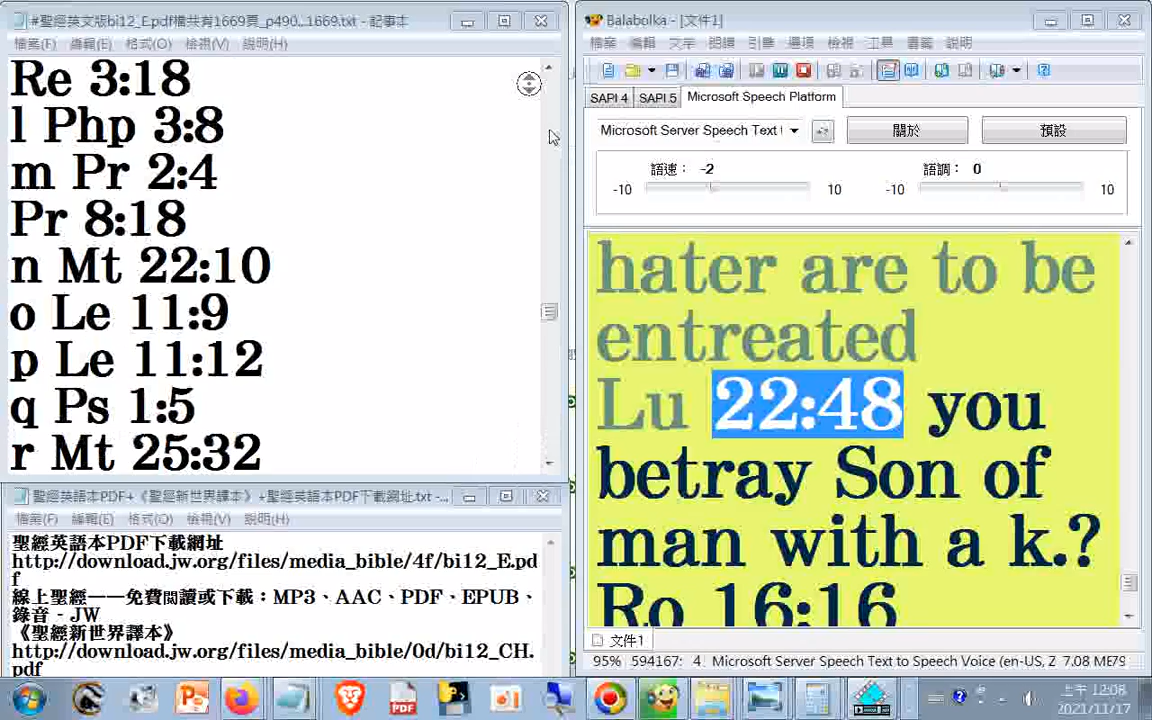 #聖經英文版bi12_E.pdf檔共有1669頁_p490...1669.txt - 記事本
檔案(F) 編輯(E) 格式(O) 檢視(V) 說明(H)
Re 3:18
l Php 3:8
m Pr 2:4
Pr 8:18
n Mt 22:10
o Le 11:9
p Le 11:12
q Ps 1:5
r Mt 25:32
聖經英語本PDF+《聖經新世界譯本》+聖經英語本PDF下載網址.txt -...
檔案(F) 編輯(E) 格式(O) 檢視(V) 說明(H)
聖經英語本PDF下載網址
http://download.jw.org/files/media_bible/4f/bi12_E.pd
f
線上聖經——免費閱讀或下載：MP3、AAC、PDF、EPUB、
錄音 - JW
《聖經新世界譯本》
http://download.jw.org/files/media_bible/0d/bi12_CH.
pdf
Balabolka - [文件1]
檔案 編輯 文字 朗讀 引擎 選項 檢視 工具 書籤 說明
SAPI 4 SAPI 5 Microsoft Speech Platform
Microsoft Server Speech Text 關於 預設
語速： -2 語調： 0
-10 10 -10 10
hater are to be
entreated
Lu 22:48 you
betray Son of
man with a k.?
Ro 16:16
文件1
95% 594167: 4 Microsoft Server Speech Text to Speech Voice (en-US, Z 7.08 ME
上午 12:08
2021/11/17